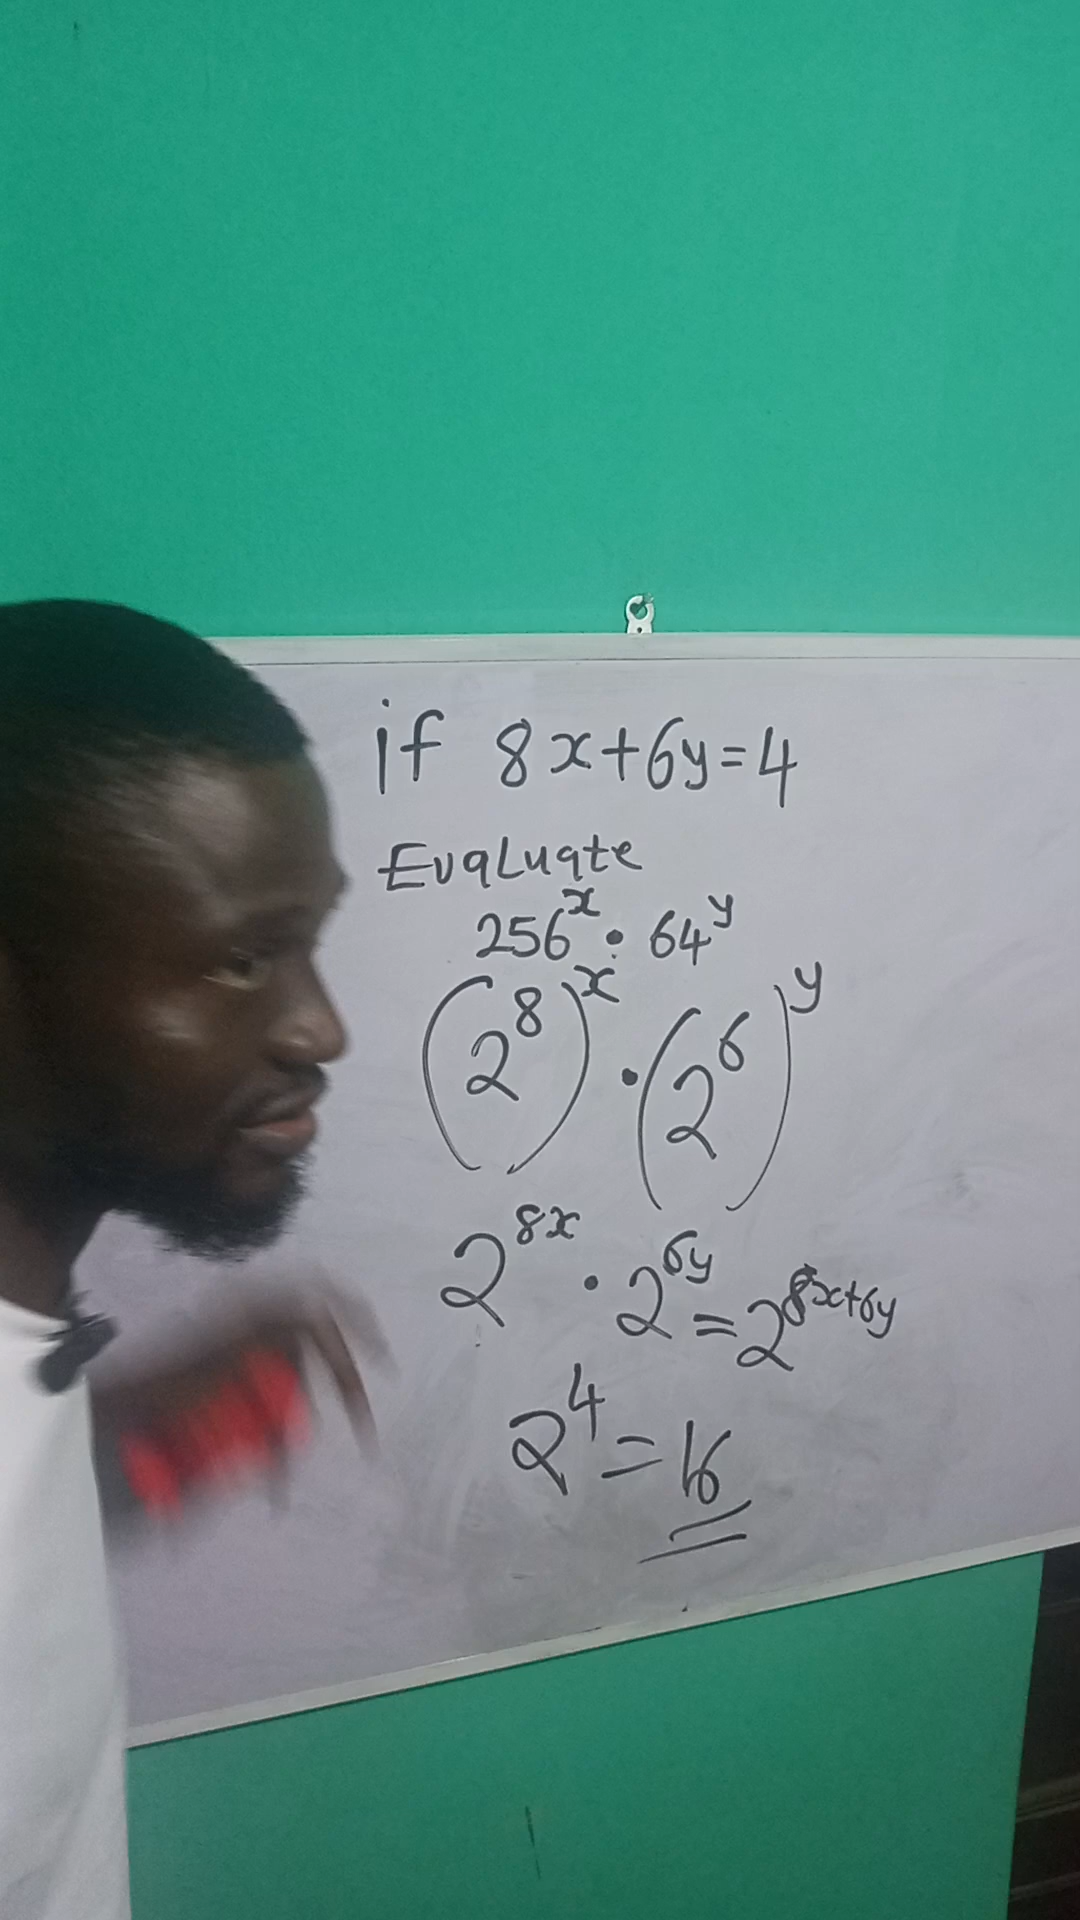 if 8x+6y=4
Evaluate
256^x · 64^y
(2^8)^x · (2^6)^y
2^8x · 2^6y = 2^8x+6y
2^4 = 16